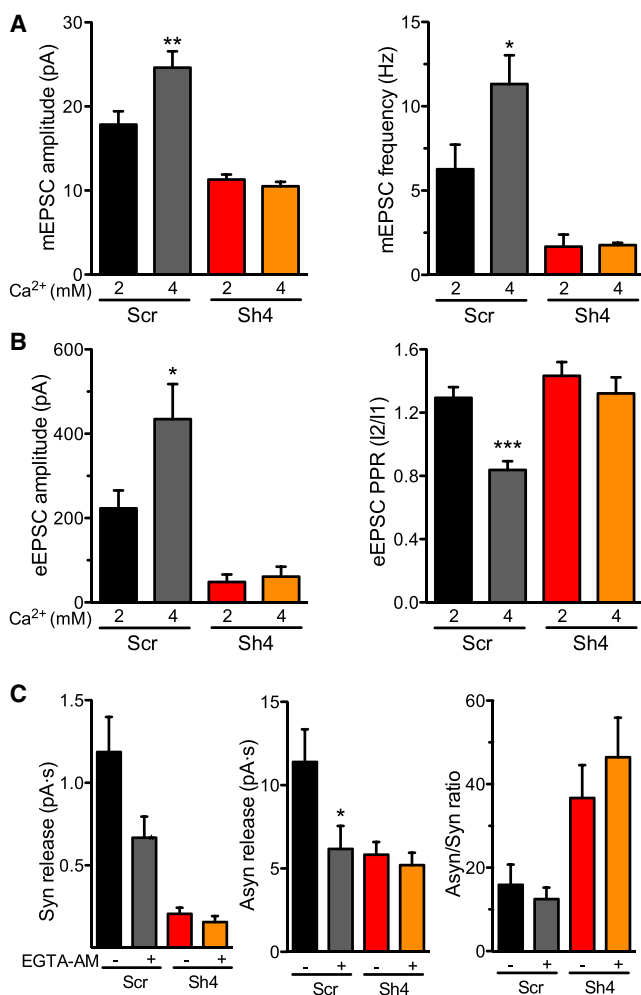 A
mEPSC amplitude (pA)
30
20
10
0
**
Ca²⁺ (mM)
2 4 2 4
Scr Sh4
mEPSC frequency (Hz)
15
10
5
0
*
2 4 2 4
Scr Sh4
B
eEPSC amplitude (pA)
600
400
200
0
*
Ca²⁺ (mM)
2 4 2 4
Scr Sh4
eEPSC PPR (I2/I1)
1.6
1.2
0.8
0.4
0.0
***
2 4 2 4
Scr Sh4
C
Syn release (pA·s)
1.5
1.0
0.5
EGTA-AM
- + - +
Scr Sh4
Asyn release (pA·s)
15
10
5
0
*
- + - +
Scr Sh4
Asyn/Syn ratio
60
40
20
0
- + - +
Scr Sh4